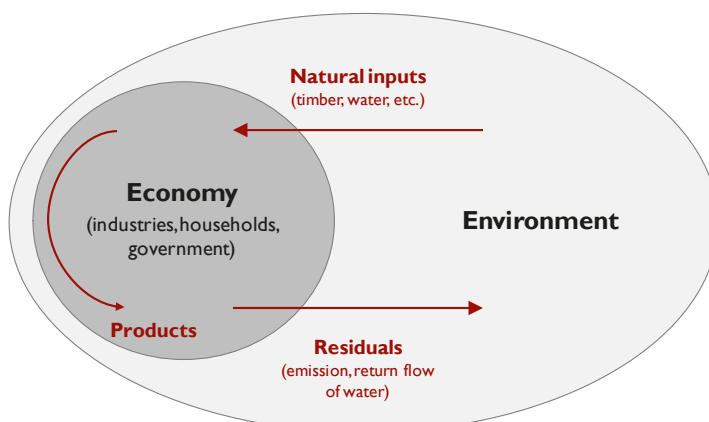 Natural inputs
(timber, water, etc.)
Economy
(industries, households,
government)
Environment
Products
Residuals
(emission, return flow
of water)